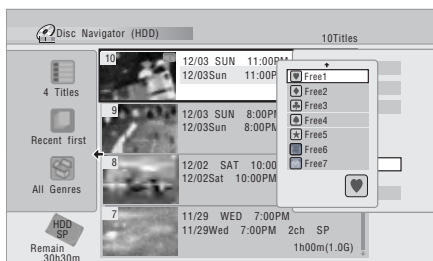 Disc Navigator (HDD)
10Titles
4 Titles
Recent first
All Genres
HDD
SP
Remain
30h30m
10
12/03 SUN 11:00PM
12/03Sun 11:00P
9
12/03 SUN 8:00PM
12/03Sun 8:00PM
8
12/02 SAT 10:00
12/02Sat 10:00PM
7
11/29 WED 7:00PM
11/29Wed 7:00PM 2ch SP
1h00m(1.0G)
Free1
Free2
Free3
Free4
Free5
Free6
Free7